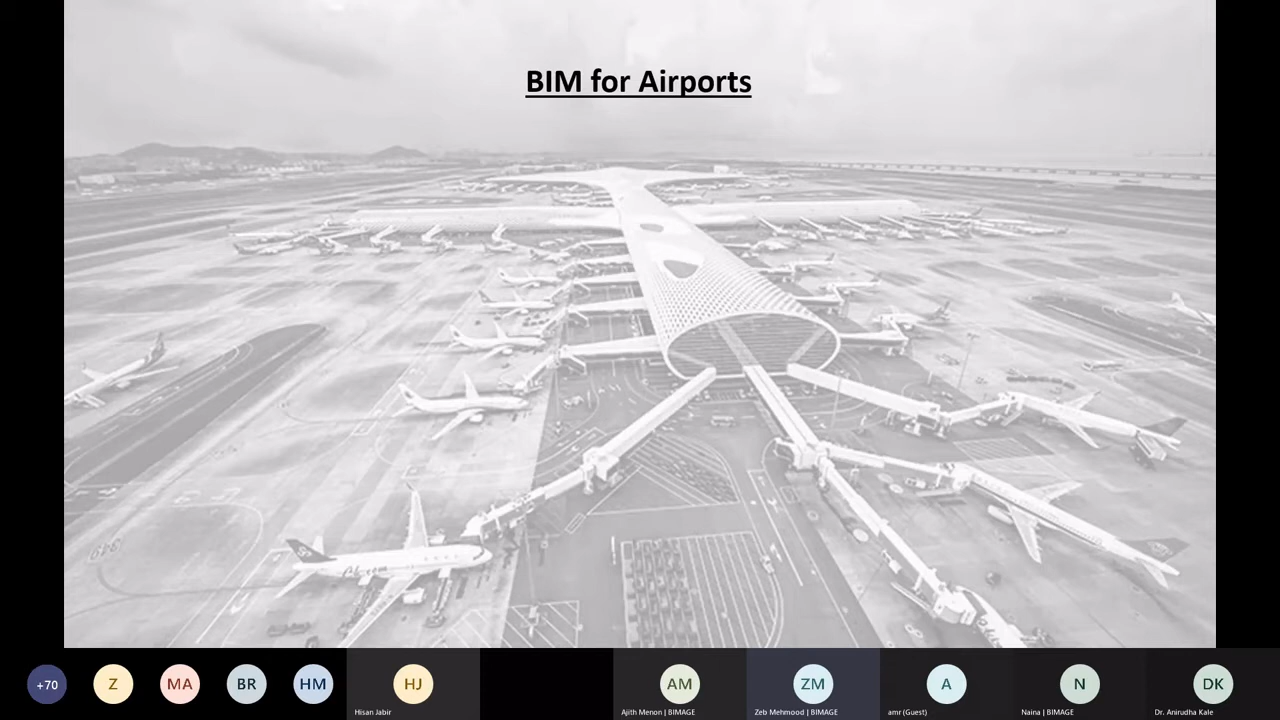 BIM for Airports
+70
Z
MA
BR
HM
HJ
AM
ZM
A
N
DK
Hisan Jabir
Ajith Menon | BIMAGE
Zeb Mehmood | BIMAGE
amr (Guest)
Naina | BIMAGE
Dr. Anirudha Kale